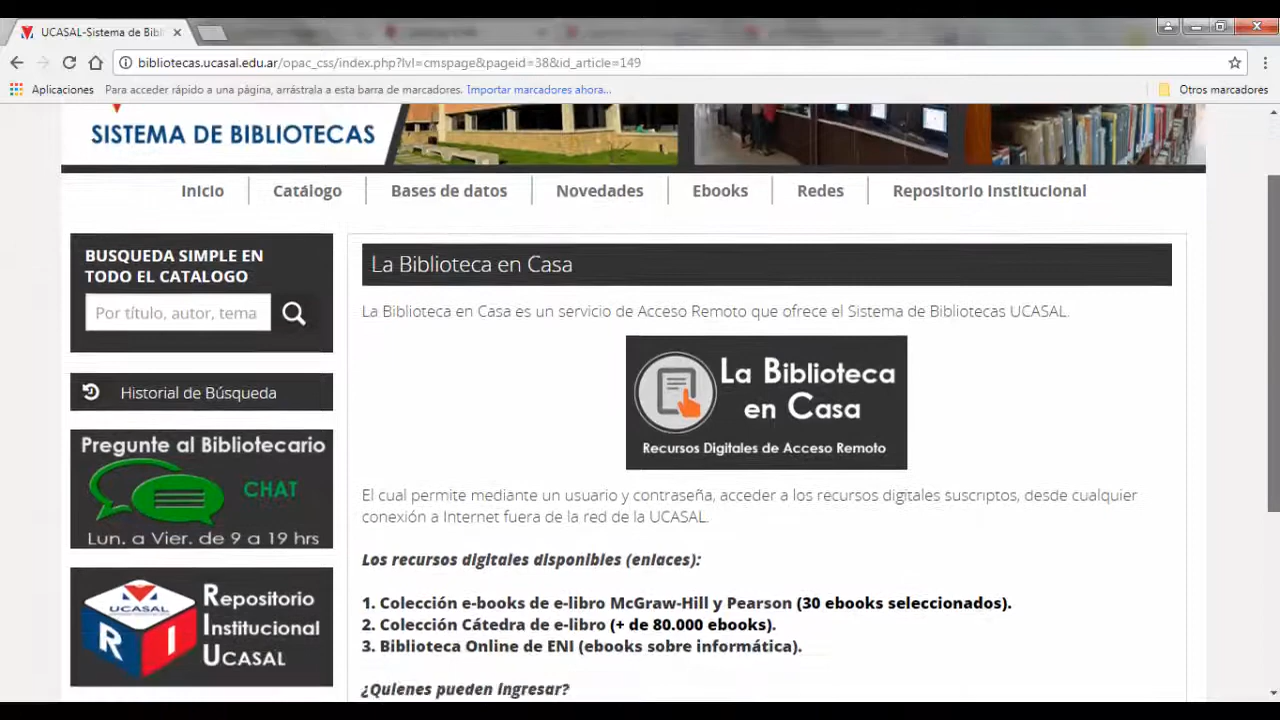 UCASAL-Sistema de Bibl
bibliotecas.ucasal.edu.ar/opac_css/index.php?lvl=cmspage&pageid=38&id_article=149
Aplicaciones
Para acceder rápido a una página, arrástrala a esta barra de marcadores.
Importar marcadores ahora...
Otros marcadores
SISTEMA DE BIBLIOTECAS
Inicio
Catálogo
Bases de datos
Novedades
Ebooks
Redes
Repositorio Institucional
BUSQUEDA SIMPLE EN
TODO EL CATALOGO
Por título, autor, tema
Historial de Búsqueda
Pregunte al Bibliotecario
CHAT
Lun. a Vier. de 9 a 19 hrs
UCASAL
R I
Repositorio
Institucional
UCASAL
La Biblioteca en Casa
La Biblioteca en Casa es un servicio de Acceso Remoto que ofrece el Sistema de Bibliotecas UCASAL.
La Biblioteca
en Casa
Recursos Digitales de Acceso Remoto
El cual permite mediante un usuario y contraseña, acceder a los recursos digitales suscriptos, desde cualquier
conexión a Internet fuera de la red de la UCASAL.
Los recursos digitales disponibles (enlaces):
1. Colección e-books de e-libro McGraw-Hill y Pearson (30 ebooks seleccionados).
2. Colección Cátedra de e-libro (+ de 80.000 ebooks).
3. Biblioteca Online de ENI (ebooks sobre informática).
¿Quienes pueden ingresar?